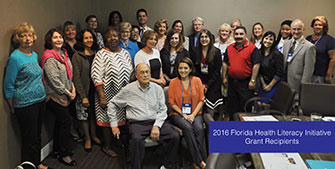 2016 Florida Health Literacy Initiative
Grant Recipients